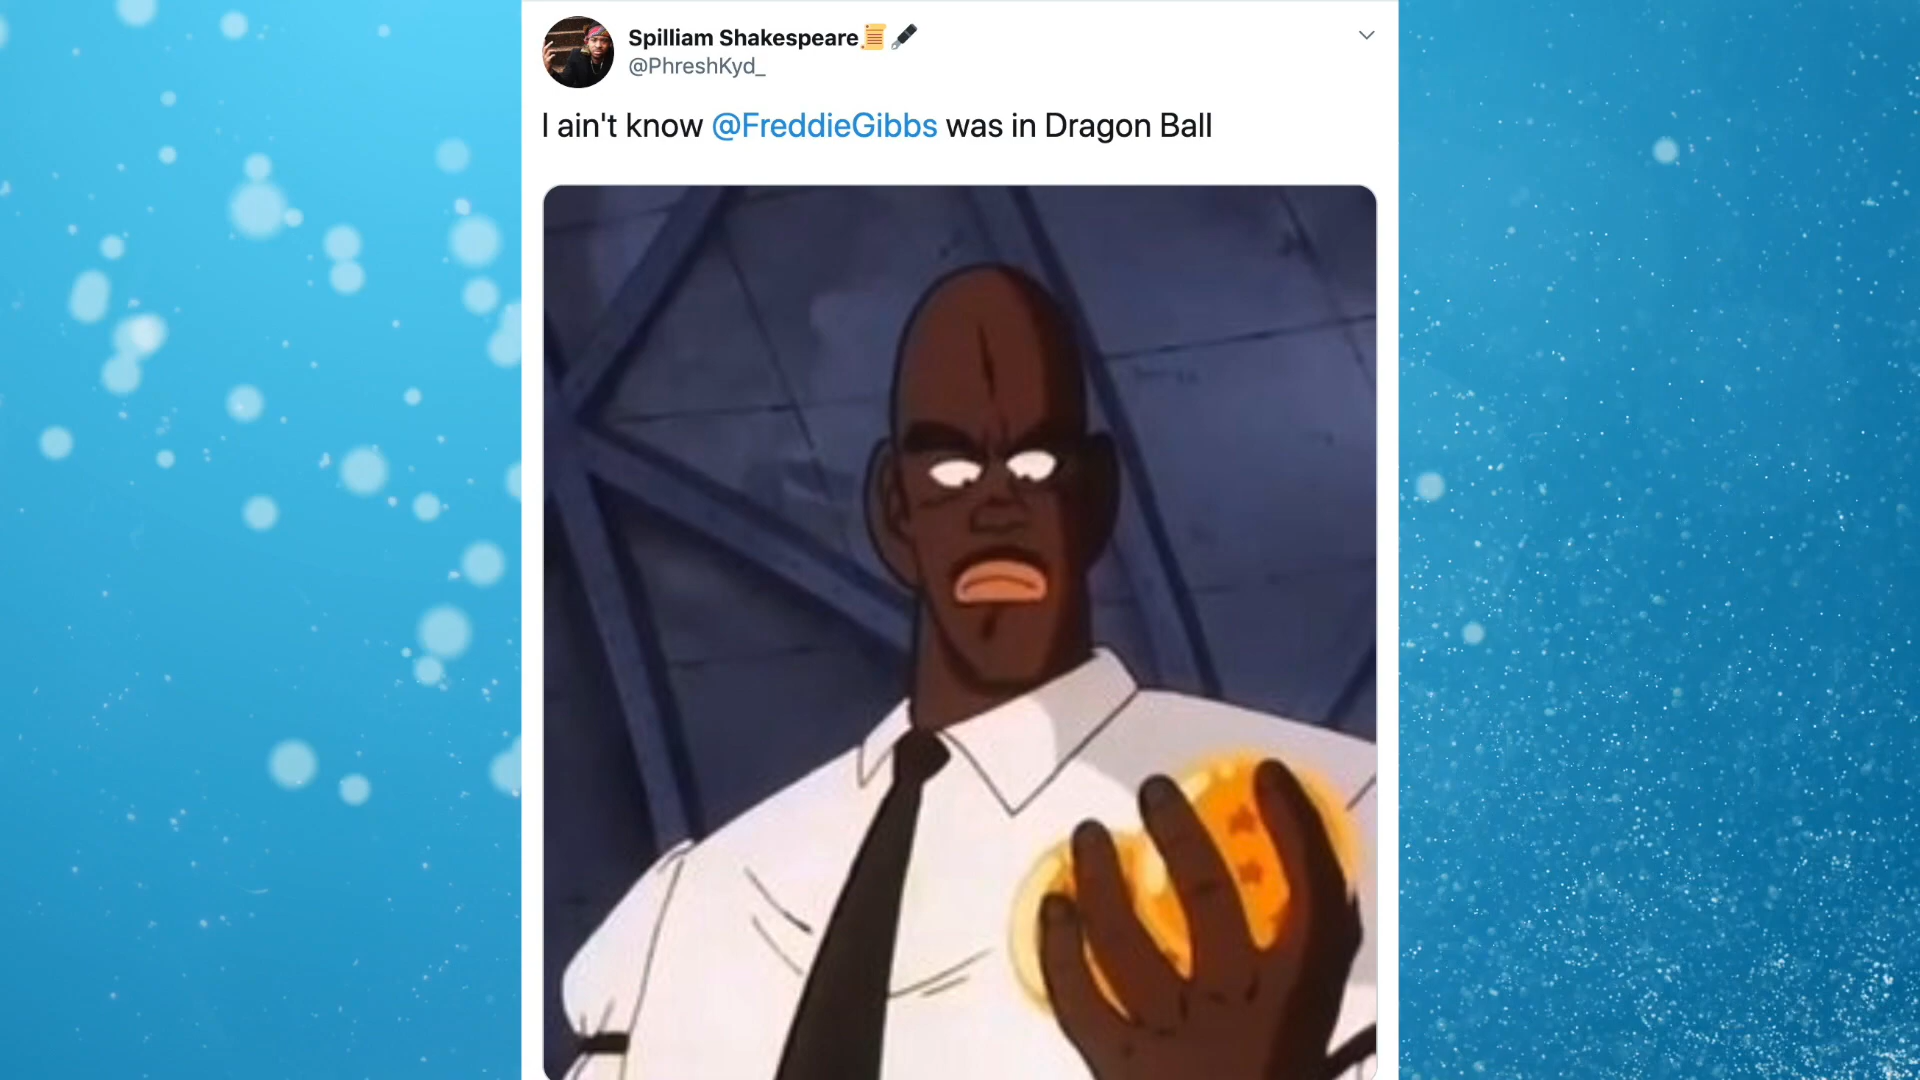 Spilliam Shakespeare📜🎤
@PhreshKyd_
I ain't know @FreddieGibbs was in Dragon Ball